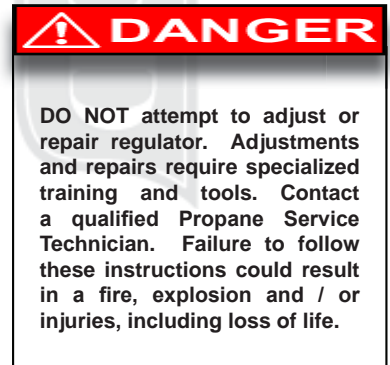 DANGER
DO NOT attempt to adjust or
repair regulator. Adjustments
and repairs require specialized
training and tools. Contact
a qualified Propane Service
Technician. Failure to follow
these instructions could result
in a fire, explosion and / or
injuries, including loss of life.